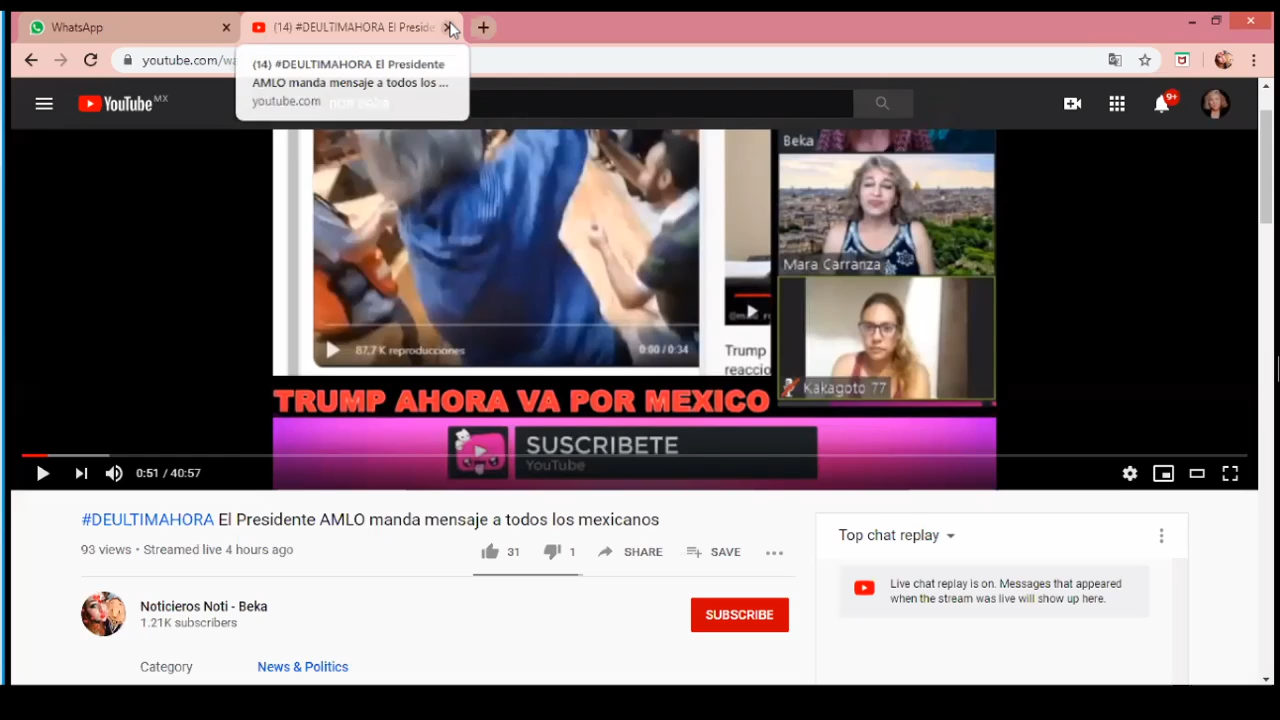 WhatsApp
(14) #DEULTIMAHORA El Preside
youtube.com/wa
(14) #DEULTIMAHORA El Presidente
AMLO manda mensaje a todos los ...
youtube.com
noti beka
YouTube MX
9+
Beka
Mara Carranza
Kakagoto 77
87,7 K reproducciones
0:00 / 0:34
Trump
reaccio
TRUMP AHORA VA POR MEXICO
SUSCRIBETE
YouTube
0:51 / 40:57
#DEULTIMAHORA El Presidente AMLO manda mensaje a todos los mexicanos
93 views • Streamed live 4 hours ago
31
1
SHARE
SAVE
Top chat replay
Live chat replay is on. Messages that appeared
when the stream was live will show up here.
Noticieros Noti - Beka
1.21K subscribers
SUBSCRIBE
Category
News & Politics